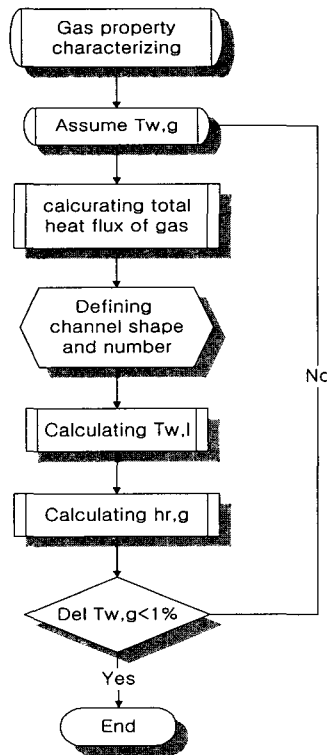 Gas property
characterizing
Assume Tw,g
calcurating total
heat flux of gas
Defining
channel shape
and number
No
Calculating Tw,l
Calculating hr,g
Del Tw,g<1%
Yes
End